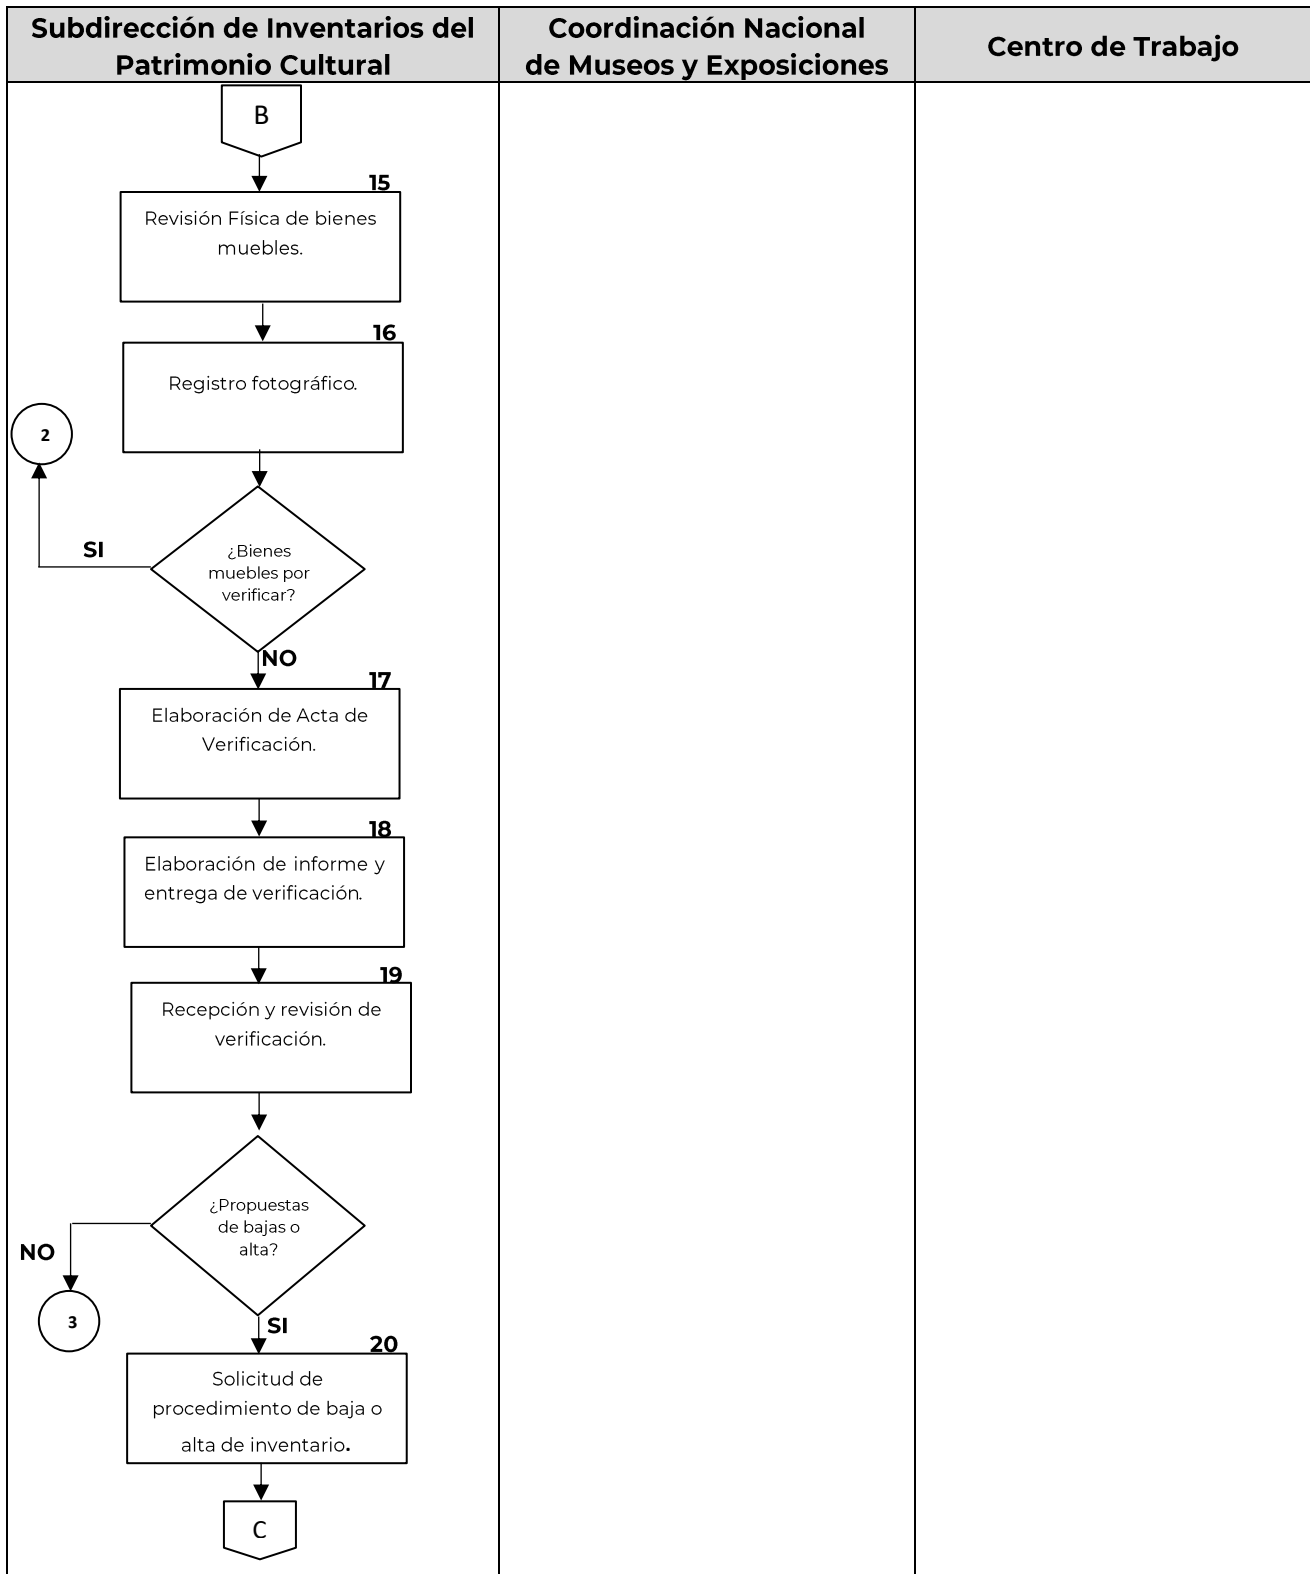 Subdirección de Inventarios del
Patrimonio Cultural
Coordinación Nacional
de Museos y Exposiciones
Centro de Trabajo
B
15
Revisión Física de bienes
muebles.
16
Registro fotográfico.
2
SI
¿Bienes
muebles por
verificar?
NO
17
Elaboración de Acta de
Verificación.
18
Elaboración de informe y
entrega de verificación.
19
Recepción y revisión de
verificación.
¿Propuestas
de bajas o
alta?
NO
3
SI
20
Solicitud de
procedimiento de baja o
alta de inventario.
C